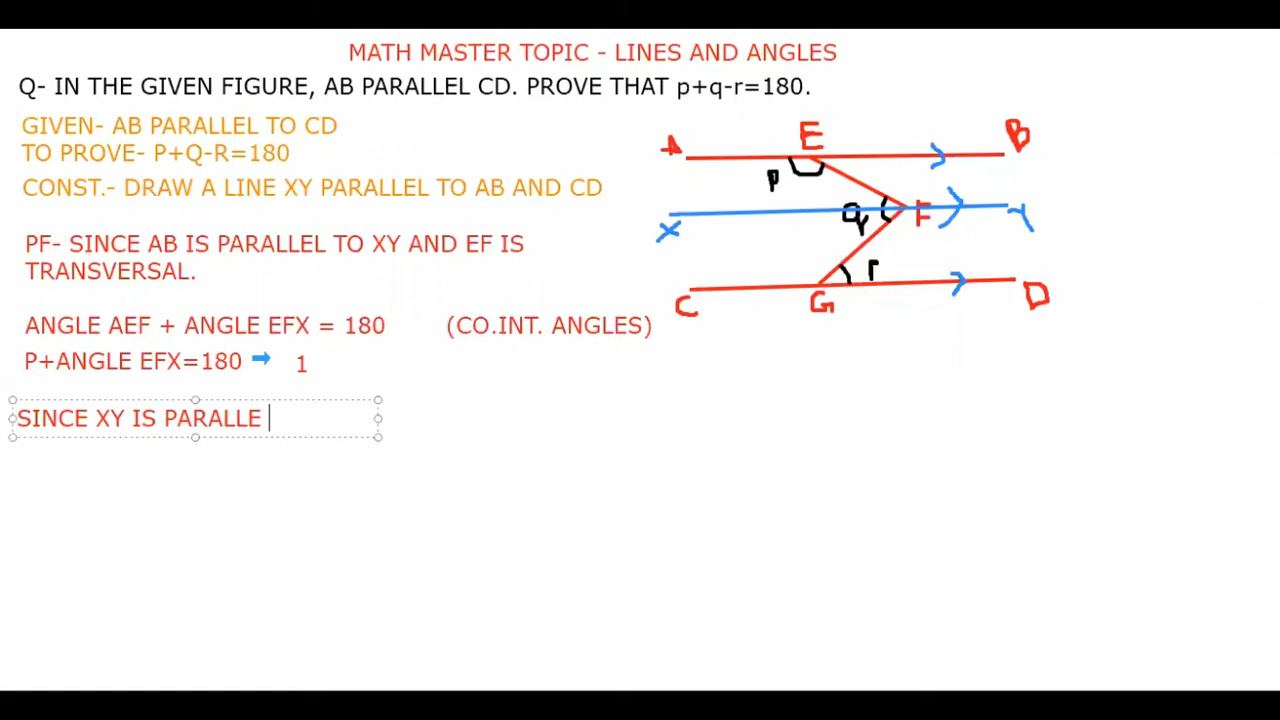 MATH MASTER TOPIC - LINES AND ANGLES
Q- IN THE GIVEN FIGURE, AB PARALLEL CD. PROVE THAT p+q-r=180.
GIVEN- AB PARALLEL TO CD
TO PROVE- P+Q-R=180
CONST.- DRAW A LINE XY PARALLEL TO AB AND CD
PF- SINCE AB IS PARALLEL TO XY AND EF IS
TRANSVERSAL.
ANGLE AEF + ANGLE EFX = 180 (CO.INT. ANGLES)
P+ANGLE EFX=180 ➡ 1
SINCE XY IS PARALLE
A E B
P
X q F Y
r
C G D